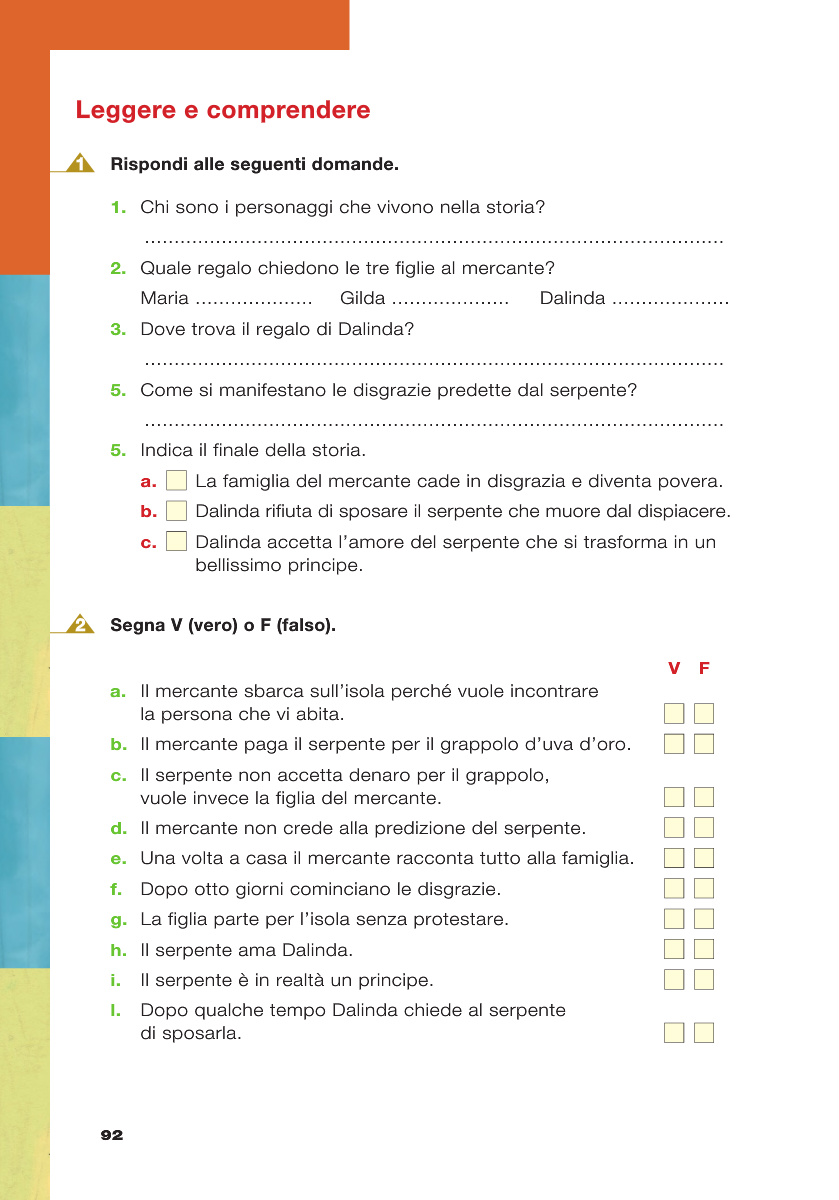 Leggere e comprendere
1 Rispondi alle seguenti domande.
1. Chi sono i personaggi che vivono nella storia?
..................................................................................................
2. Quale regalo chiedono le tre figlie al mercante?
Maria .................... Gilda .................... Dalinda ....................
3. Dove trova il regalo di Dalinda?
..................................................................................................
5. Come si manifestano le disgrazie predette dal serpente?
..................................................................................................
5. Indica il finale della storia.
a. La famiglia del mercante cade in disgrazia e diventa povera.
b. Dalinda rifiuta di sposare il serpente che muore dal dispiacere.
c. Dalinda accetta l'amore del serpente che si trasforma in un
bellissimo principe.
2 Segna V (vero) o F (falso).
V F
a. Il mercante sbarca sull'isola perché vuole incontrare
la persona che vi abita.
b. Il mercante paga il serpente per il grappolo d'uva d'oro.
c. Il serpente non accetta denaro per il grappolo,
vuole invece la figlia del mercante.
d. Il mercante non crede alla predizione del serpente.
e. Una volta a casa il mercante racconta tutto alla famiglia.
f. Dopo otto giorni cominciano le disgrazie.
g. La figlia parte per l'isola senza protestare.
h. Il serpente ama Dalinda.
i. Il serpente è in realtà un principe.
l. Dopo qualche tempo Dalinda chiede al serpente
di sposarla.
92